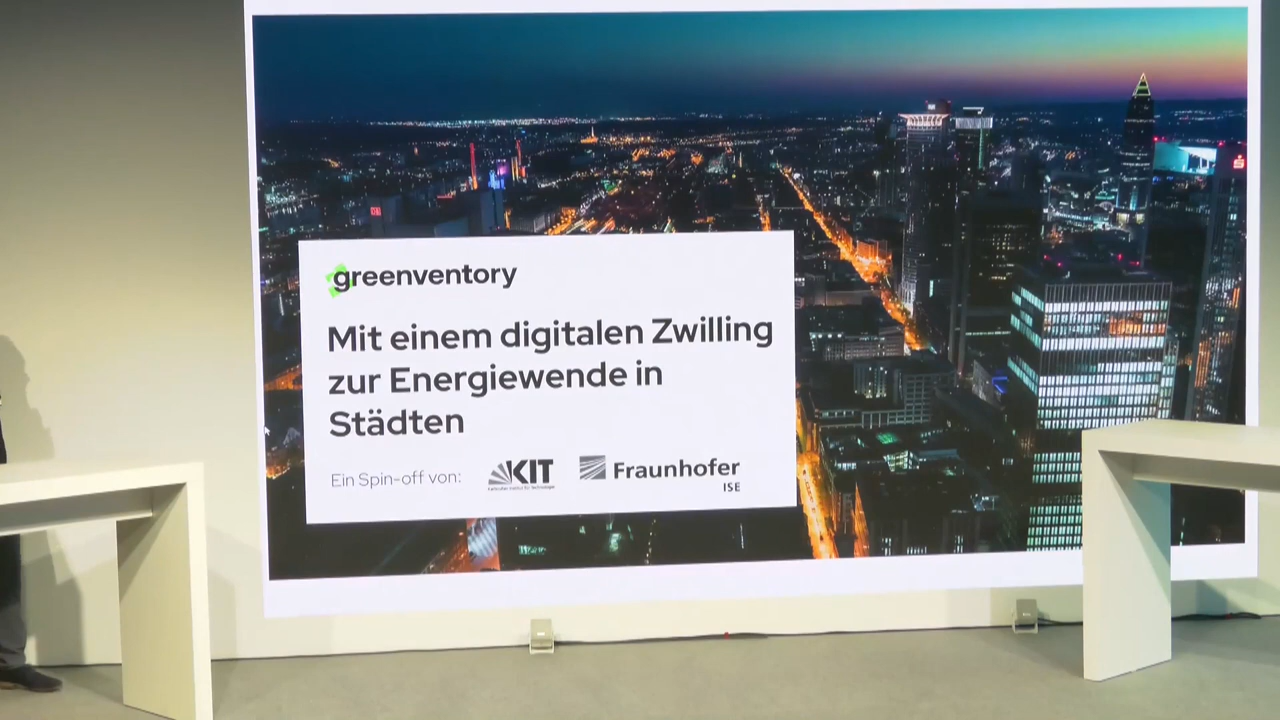 greenventory
Mit einem digitalen Zwilling
zur Energiewende in
Städten
Ein Spin-off von:
KIT
Fraunhofer
ISE